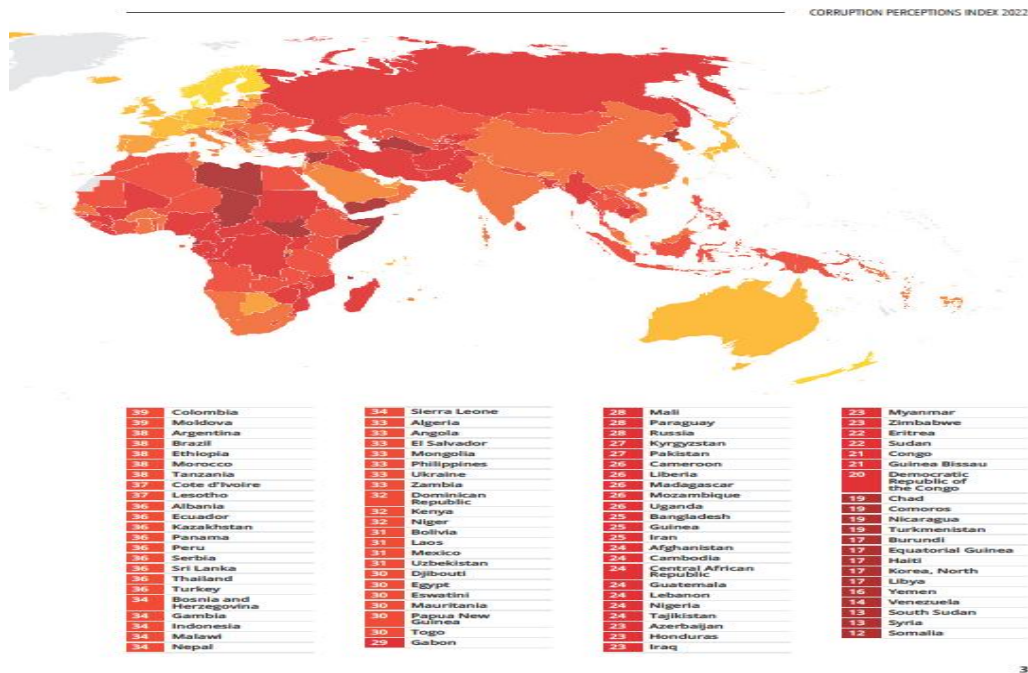 CORRUPTION PERCEPTIONS INDEX 2022
39 Colombia
39 Moldova
38 Argentina
38 Brazil
38 Ethiopia
38 Morocco
38 Tanzania
37 Cote d'Ivoire
37 Lesotho
36 Albania
36 Ecuador
36 Kazakhstan
36 Panama
36 Peru
36 Serbia
36 Sri Lanka
36 Thailand
36 Turkey
34 Bosnia and
Herzegovina
34 Gambia
34 Indonesia
34 Malawi
34 Nepal
34 Sierra Leone
33 Algeria
33 Angola
33 El Salvador
33 Mongolia
33 Philippines
33 Ukraine
33 Zambia
32 Dominican
Republic
32 Kenya
32 Niger
31 Bolivia
31 Laos
31 Mexico
31 Uzbekistan
30 Djibouti
30 Egypt
30 Eswatini
30 Mauritania
30 Papua New
Guinea
30 Togo
29 Gabon
28 Mali
28 Paraguay
28 Russia
27 Kyrgyzstan
27 Pakistan
26 Cameroon
26 Liberia
26 Madagascar
26 Mozambique
26 Uganda
25 Bangladesh
25 Guinea
25 Iran
24 Afghanistan
24 Cambodia
24 Central African
Republic
24 Guatemala
24 Lebanon
24 Nigeria
24 Tajikistan
23 Azerbaijan
23 Honduras
23 Iraq
23 Myanmar
23 Zimbabwe
22 Eritrea
22 Sudan
21 Congo
21 Guinea Bissau
20 Democratic
Republic of
the Congo
19 Chad
19 Comoros
19 Nicaragua
19 Turkmenistan
17 Burundi
17 Equatorial Guinea
17 Haiti
17 Korea, North
17 Libya
16 Yemen
14 Venezuela
13 South Sudan
13 Syria
12 Somalia
3